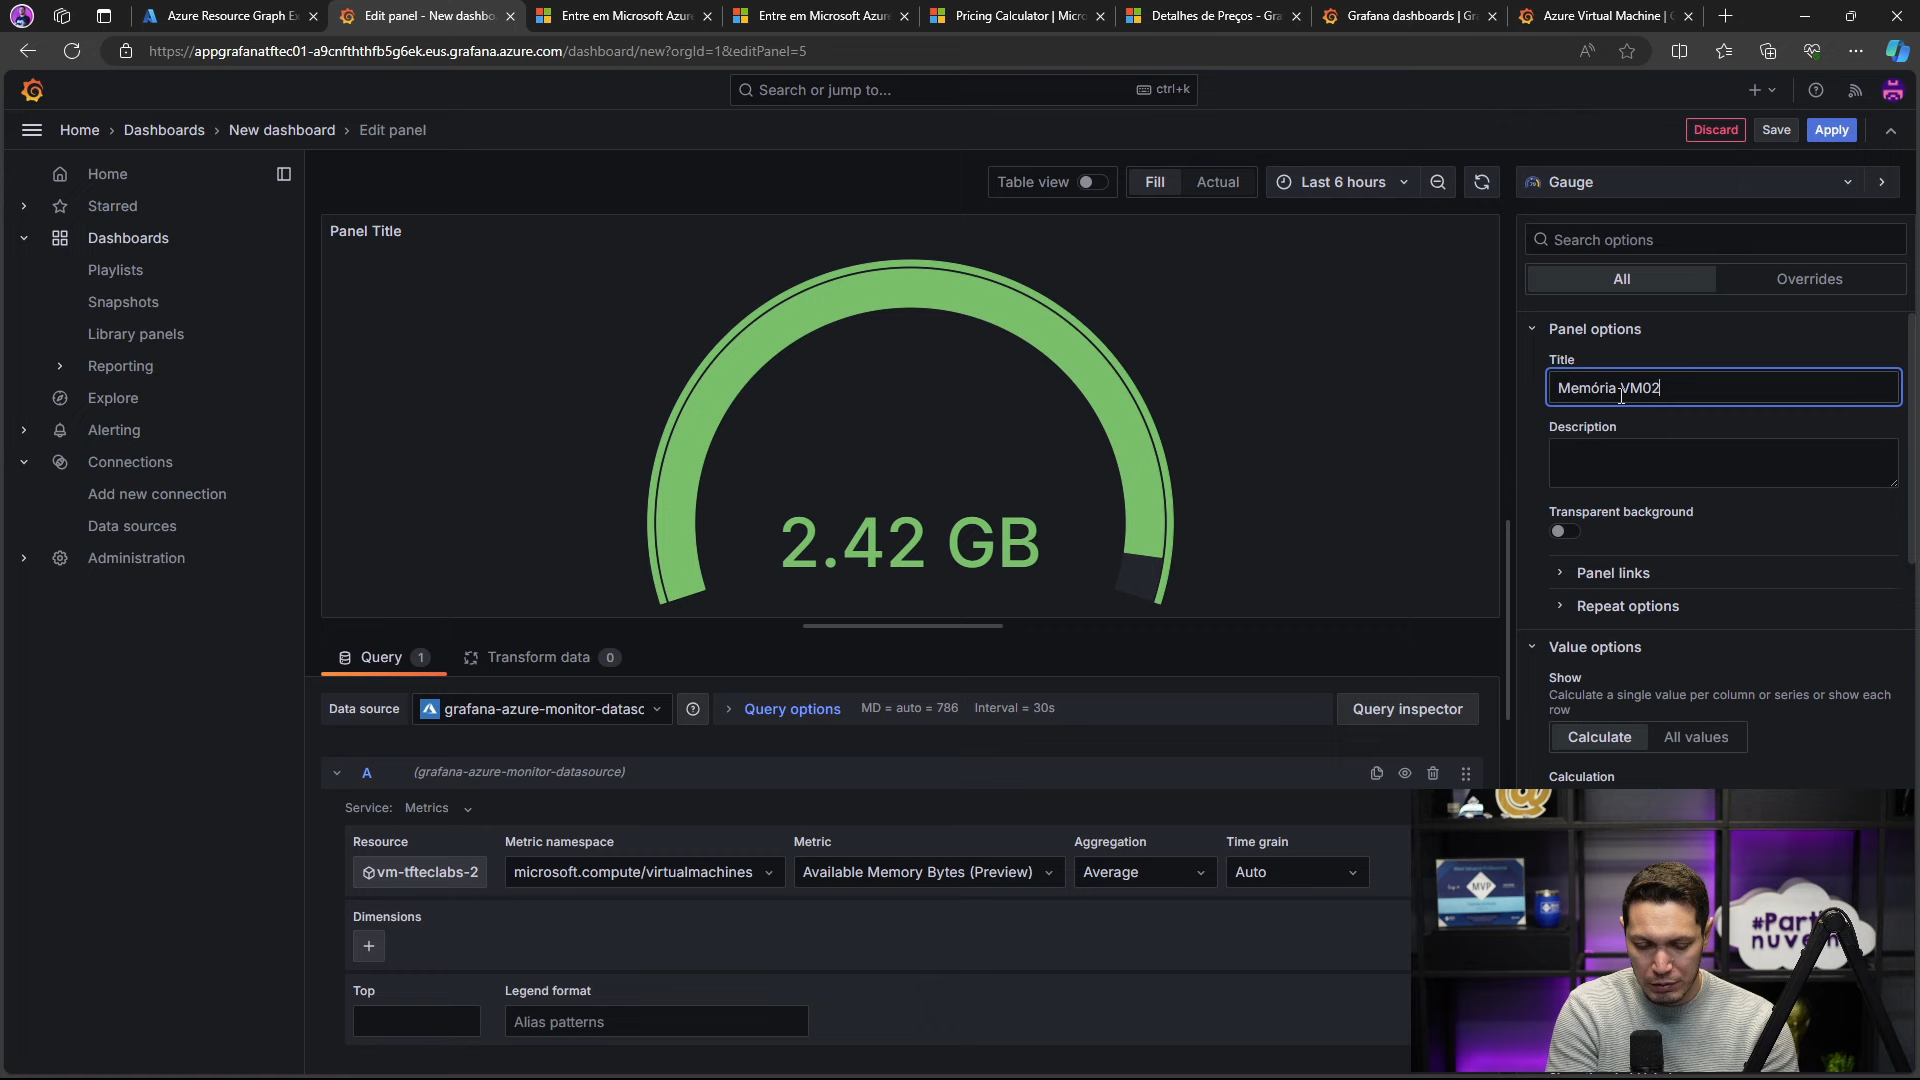 Azure Resource Graph Ex
Edit panel - New dashbo
Entre em Microsoft Azure
Entre em Microsoft Azure
Pricing Calculator | Micro
Detalhes de Preços - Gra
Grafana dashboards | Gr
Azure Virtual Machine | G
https://appgrafanatftec01-a9cnfththfb5g6ek.eus.grafana.azure.com/dashboard/new?orgId=1&editPanel=5
Search or jump to...
ctrl+k
Home › Dashboards › New dashboard › Edit panel
Discard
Save
Apply
Home
Starred
Dashboards
Playlists
Snapshots
Library panels
Reporting
Explore
Alerting
Connections
Add new connection
Data sources
Administration
Table view
Fill
Actual
Last 6 hours
Gauge
Panel Title
2.42 GB
Search options
All
Overrides
Panel options
Title
Memória-VM02
Description
Transparent background
Panel links
Repeat options
Value options
Show
Calculate a single value per column or series or show each
row
Calculate
All values
Calculation
Query 1
Transform data 0
Data source
grafana-azure-monitor-datasc
Query options
MD = auto = 786
Interval = 30s
Query inspector
A
(grafana-azure-monitor-datasource)
Service: Metrics
Resource
Metric namespace
Metric
Aggregation
Time grain
vm-tfteclabs-2
microsoft.compute/virtualmachines
Available Memory Bytes (Preview)
Average
Auto
Dimensions
Top
Legend format
Alias patterns
MVP
#Part
nuvem